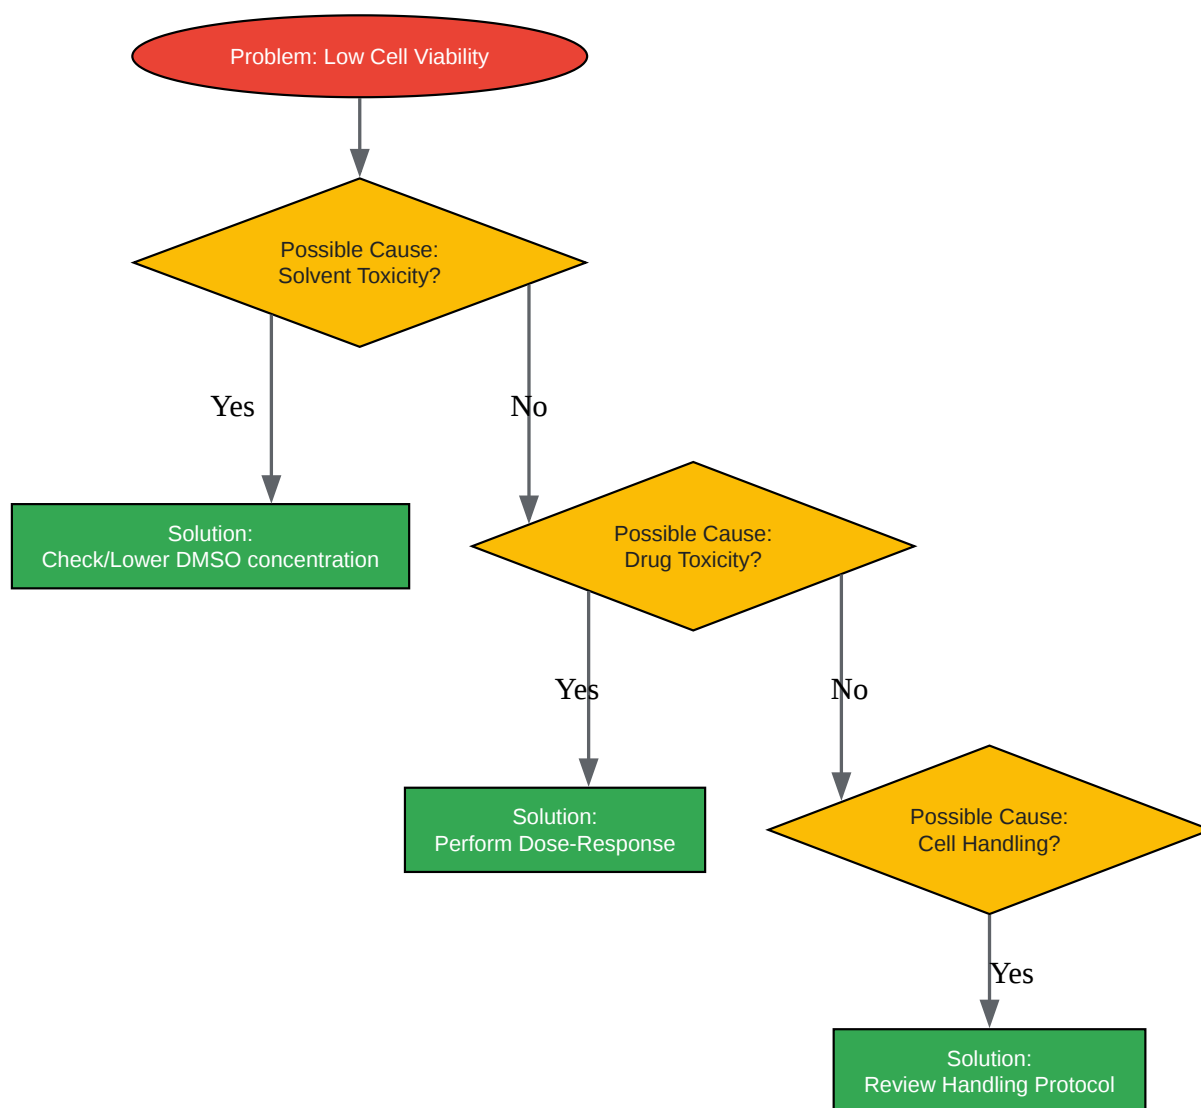 Problem: Low Cell Viability
Possible Cause:
Solvent Toxicity?
Yes
No
Solution:
Check/Lower DMSO concentration
Possible Cause:
Drug Toxicity?
Yes
No
Solution:
Perform Dose-Response
Possible Cause:
Cell Handling?
Yes
Solution:
Review Handling Protocol